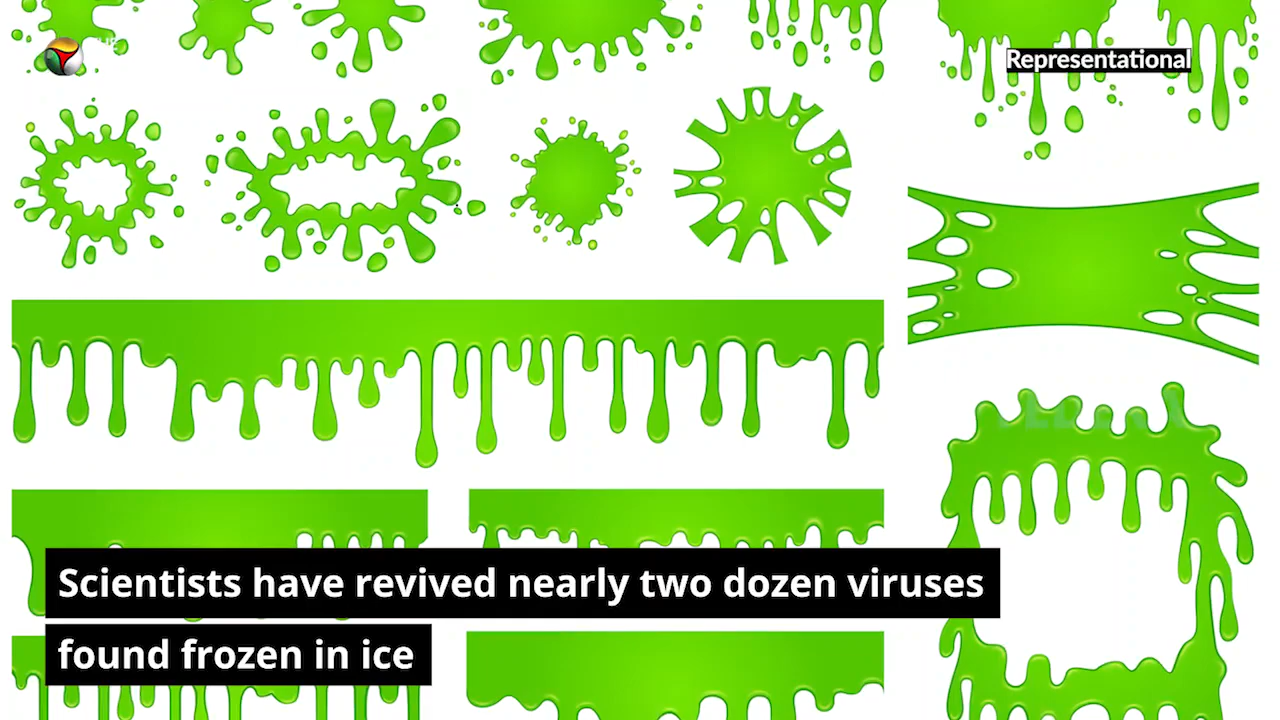 Representational
Scientists have revived nearly two dozen viruses
found frozen in ice